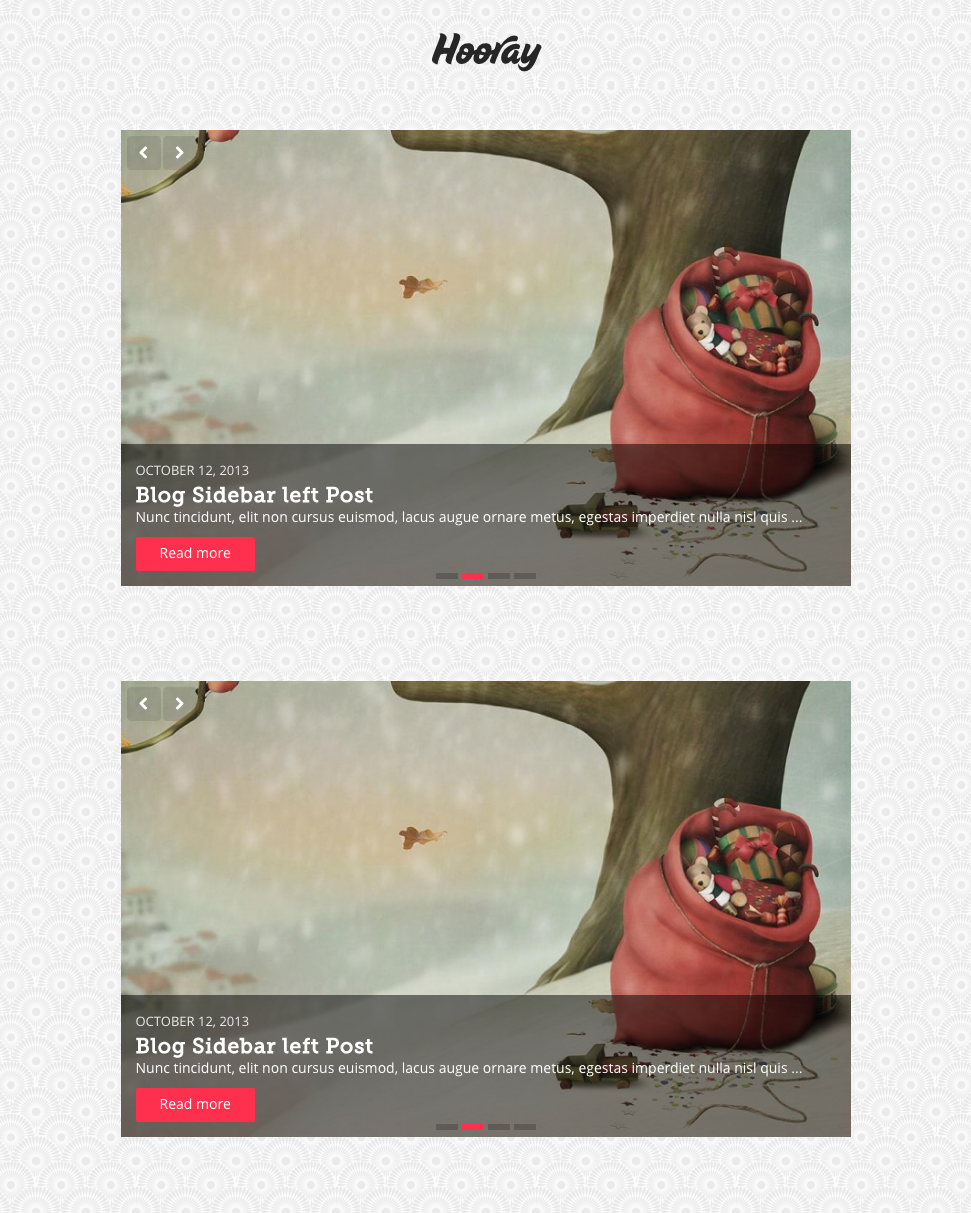 Hooray
OCTOBER 12, 2013
Blog Sidebar left Post
Nunc tincidunt, elit non cursus euismod, lacus augue ornare metus, egestas imperdiet nulla nisl quis ...
Read more
OCTOBER 12, 2013
Blog Sidebar left Post
Nunc tincidunt, elit non cursus euismod, lacus augue ornare metus, egestas imperdiet nulla nisl quis ...
Read more